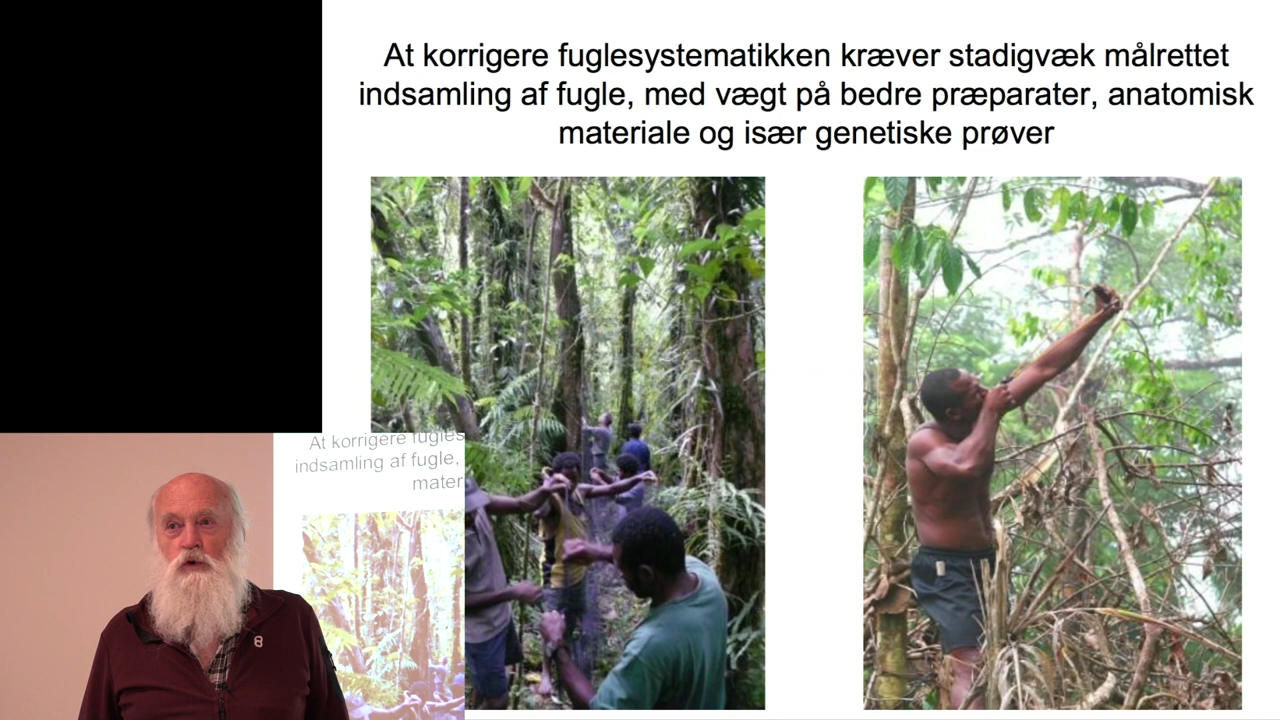 At korrigere fuglesystematikken kræver stadigvæk målrettet
indsamling af fugle, med vægt på bedre præparater, anatomisk
materiale og især genetiske prøver
At korrigere fugles
indsamling af fugle,
mater